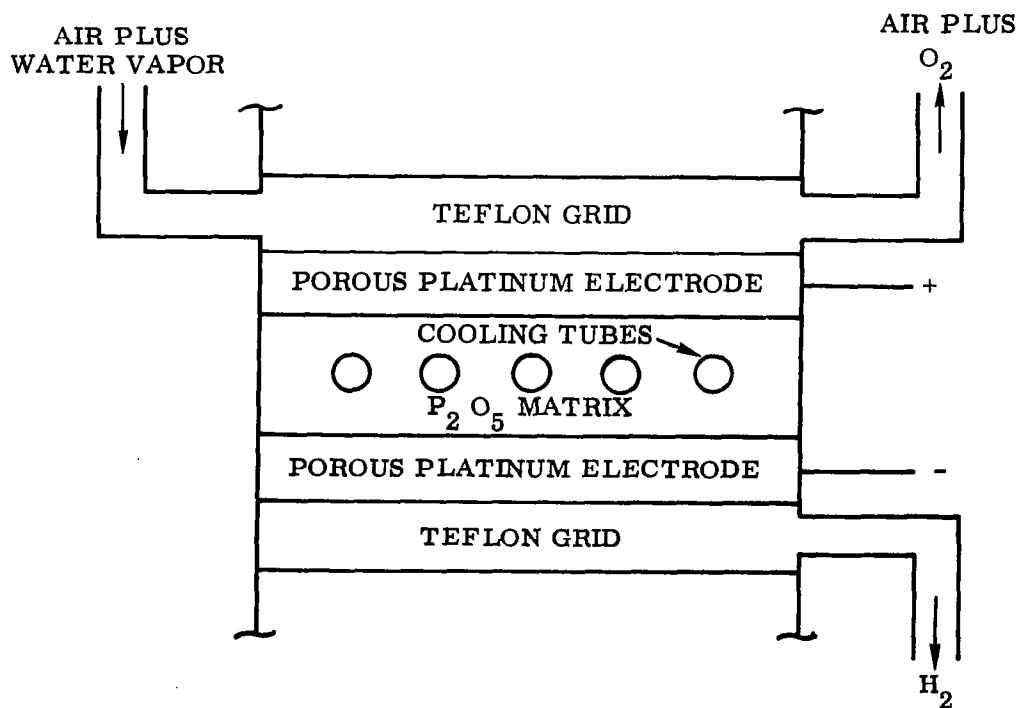 AIR PLUS
WATER VAPOR
AIR PLUS
O2
TEFLON GRID
POROUS PLATINUM ELECTRODE
+
COOLING TUBES
P2 O5 MATRIX
POROUS PLATINUM ELECTRODE
-
TEFLON GRID
H2